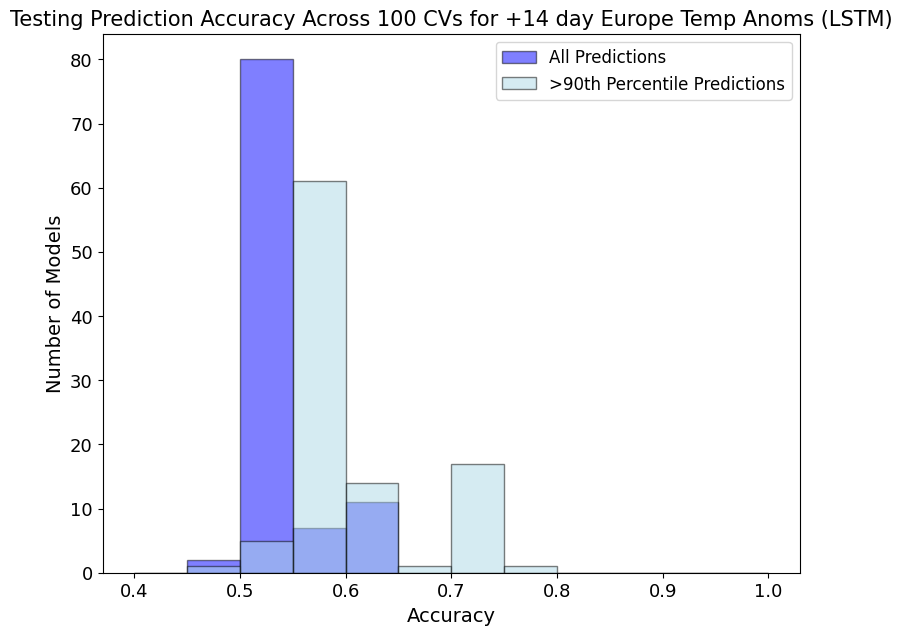 Testing Prediction Accuracy Across 100 CVs for +14 day Europe Temp Anoms (LSTM)
All Predictions
>90th Percentile Predictions
Number of Models
80
70
60
50
40
30
20
10
0
0.4 0.5 0.6 0.7 0.8 0.9 1.0
Accuracy